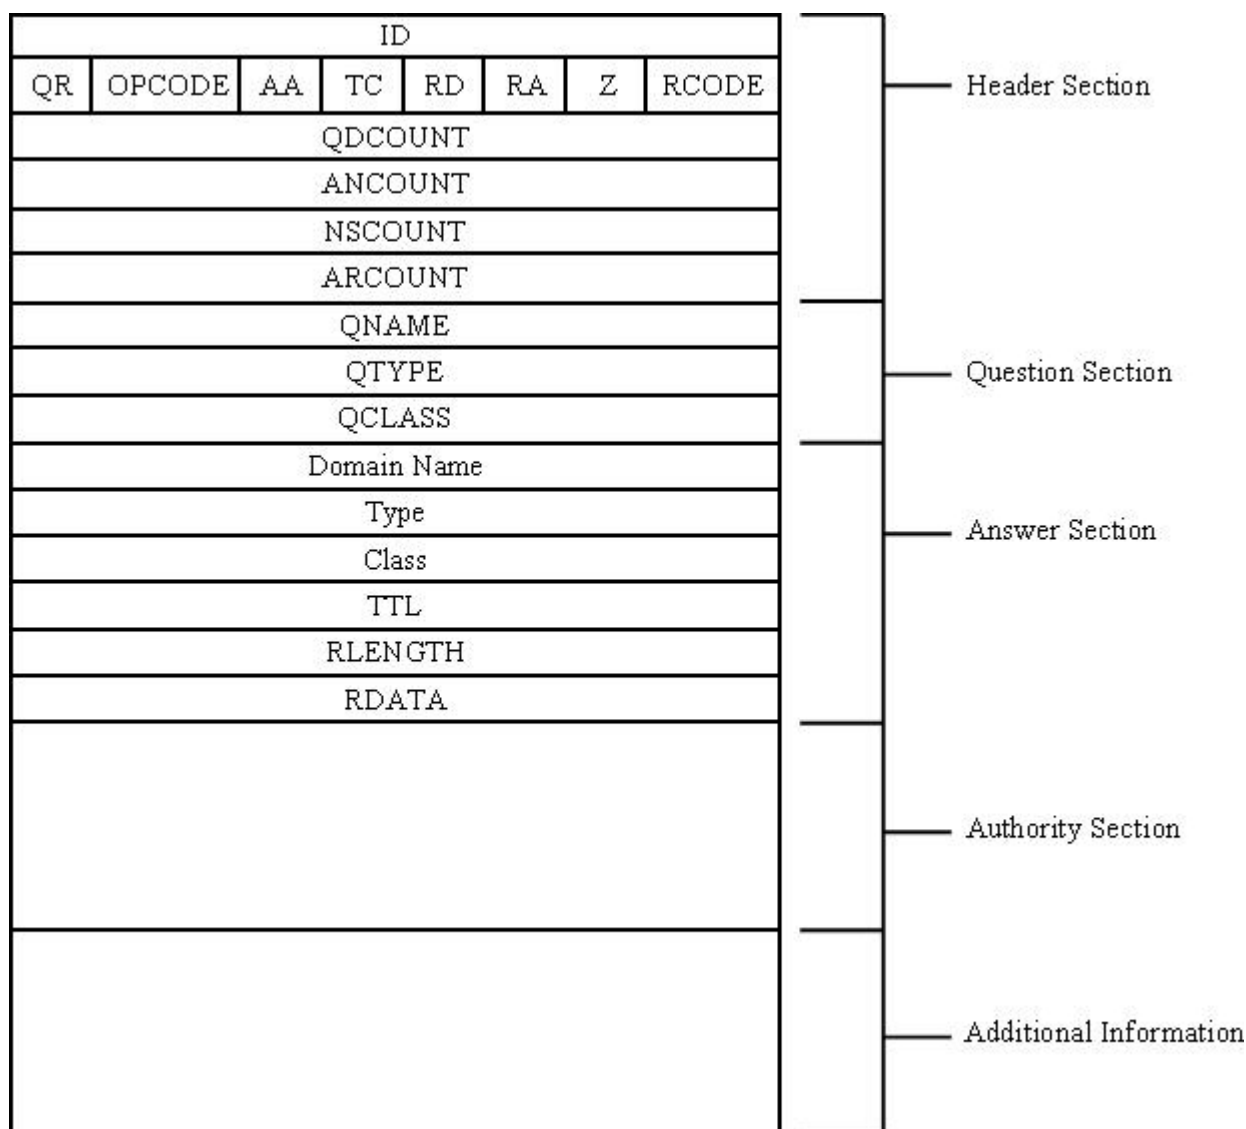 ID
QR OPCODE AA TC RD RA Z RCODE
Header Section
QDCOUNT
ANCOUNT
NSCOUNT
ARCOUNT
QNAME
QTYPE
Question Section
QCLASS
Domain Name
Type
Answer Section
Class
TTL
RLENGTH
RDATA
Authority Section
Additional Information